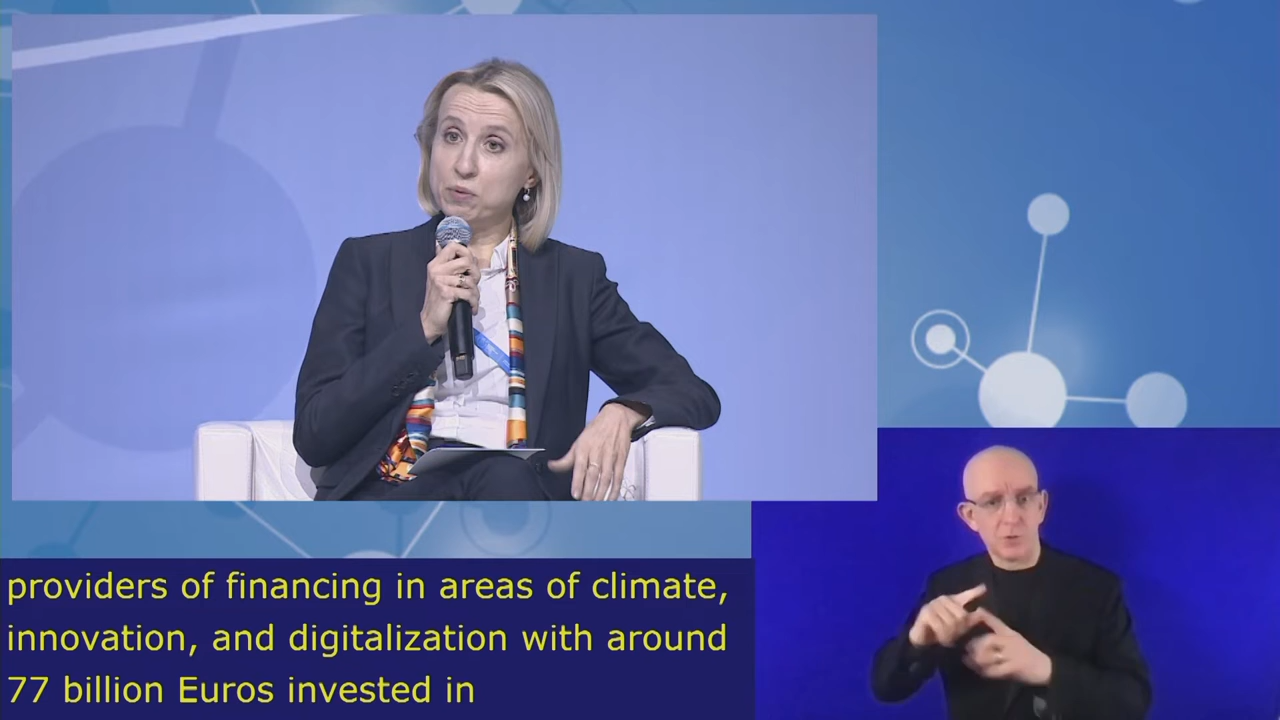 providers of financing in areas of climate,
innovation, and digitalization with around
77 billion Euros invested in